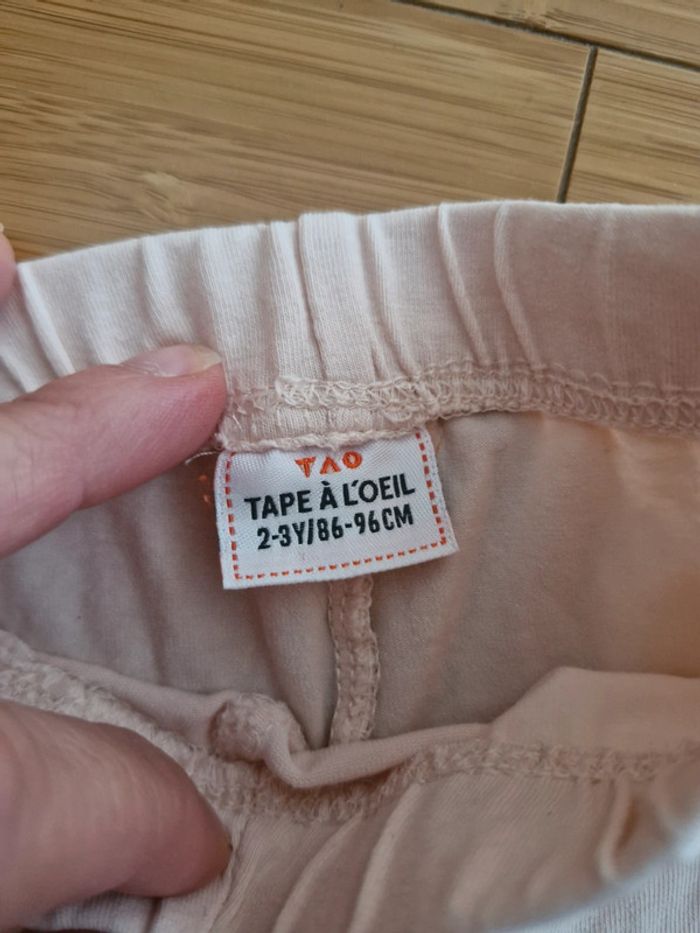 TAO
TAPE À L'OEIL
2-3Y/86-96CM